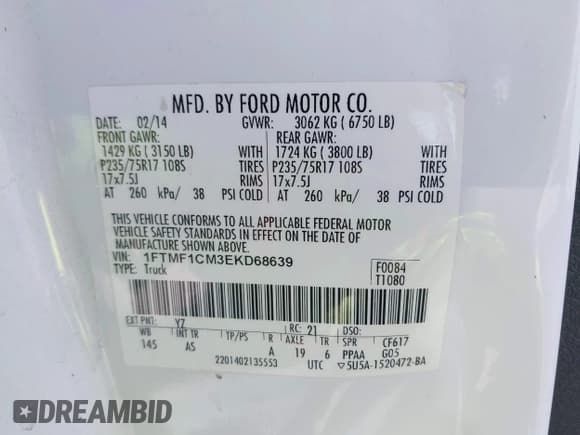 MFD. BY FORD MOTOR CO.
DATE: 02/14 GVWR: 3062 KG ( 6750 LB)
FRONT GAWR: REAR GAWR:
1429 KG ( 3150 LB) WITH 1724 KG ( 3800 LB) WITH
P235/75R17 108S TIRES P235/75R17 108S TIRES
17x7.5J RIMS 17x7.5J RIMS
AT 260 kPa/ 38 PSI COLD AT 260 kPa/ 38 PSI COLD
THIS VEHICLE CONFORMS TO ALL APPLICABLE FEDERAL MOTOR
VEHICLE SAFETY STANDARDS IN EFFECT ON THE DATE OF
MANUFACTURE SHOWN ABOVE.
VIN: 1FTMF1CM3EKD68639
TYPE: Truck
F0084
T1080
EXT PNT: YZ RC: 21 DSO:
WB INT TR TP/PS R AXLE TR SPR CF617
145 AS A 19 6 PPAA G05
2201402135553 UTC ▽5U5A-1520472-BA
DREAMBID